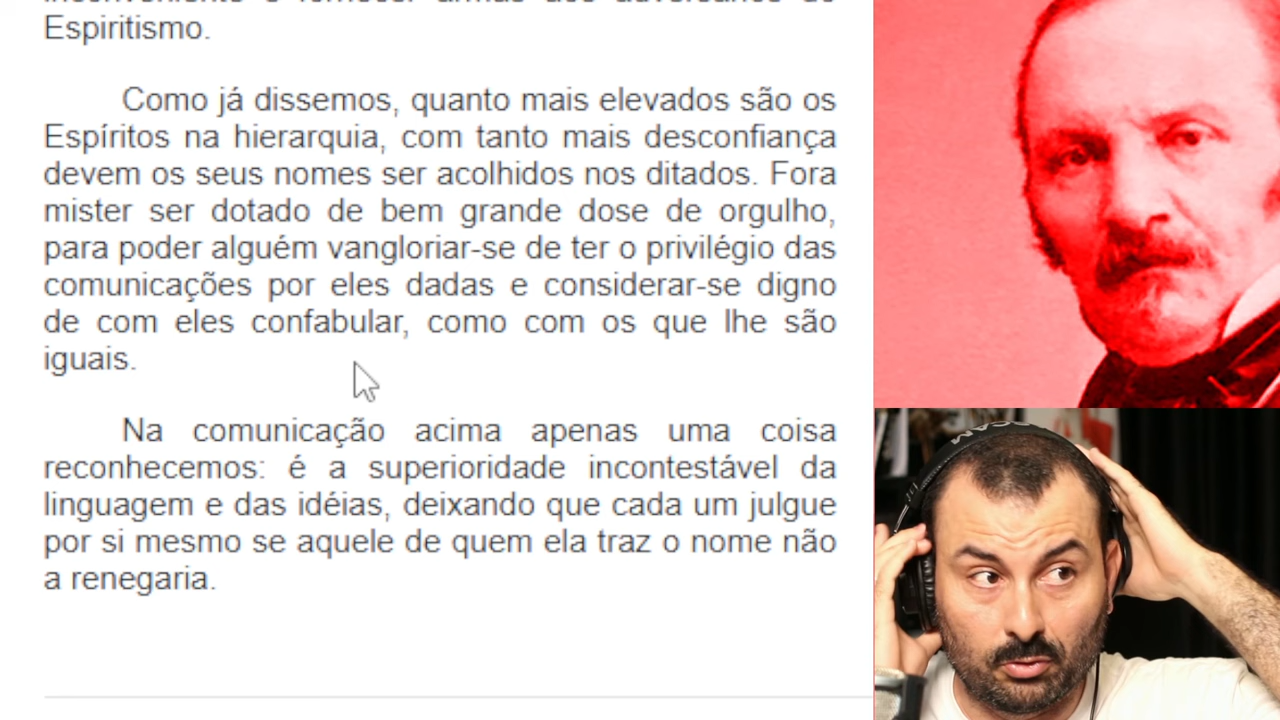 Espiritismo.
Como já dissemos, quanto mais elevados são os
Espíritos na hierarquia, com tanto mais desconfiança
devem os seus nomes ser acolhidos nos ditados. Fora
mister ser dotado de bem grande dose de orgulho,
para poder alguém vangloriar-se de ter o privilégio das
comunicações por eles dadas e considerar-se digno
de com eles confabular, como com os que lhe são
iguais.
Na comunicação acima apenas uma coisa
reconhecemos: é a superioridade incontestável da
linguagem e das idéias, deixando que cada um julgue
por si mesmo se aquele de quem ela traz o nome não
a renegaria.